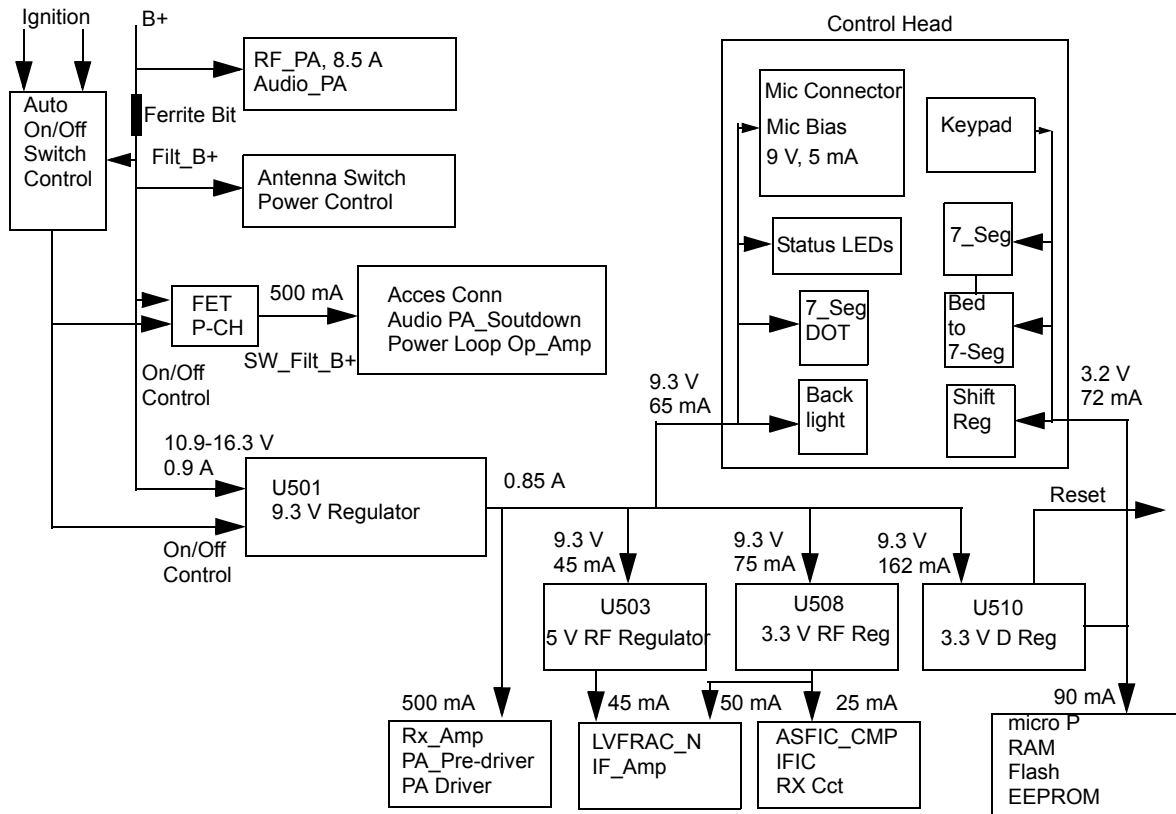 Ignition
B+
Control Head
RF_PA, 8.5 A
Audio_PA
Auto
On/Off
Switch
Control
Ferrite Bit
Filt_B+
Antenna Switch
Power Control
Mic Connector
Mic Bias
9 V, 5 mA
Keypad
Status LEDs
7_Seg
7_Seg
DOT
Bed
to
7-Seg
Back
light
Shift
Reg
FET
P-CH
500 mA
SW_Filt_B+
Acces Conn
Audio PA_Soutdown
Power Loop Op_Amp
On/Off
Control
9.3 V
65 mA
3.2 V
72 mA
10.9-16.3 V
0.9 A
U501
9.3 V Regulator
0.85 A
On/Off
Control
Reset
9.3 V
45 mA
9.3 V
75 mA
9.3 V
162 mA
U503
5 V RF Regulator
U508
3.3 V RF Reg
U510
3.3 V D Reg
500 mA
45 mA
50 mA
25 mA
90 mA
Rx_Amp
PA_Pre-driver
PA Driver
LVFRAC_N
IF_Amp
ASFIC_CMP
IFIC
RX Cct
micro P
RAM
Flash
EEPROM